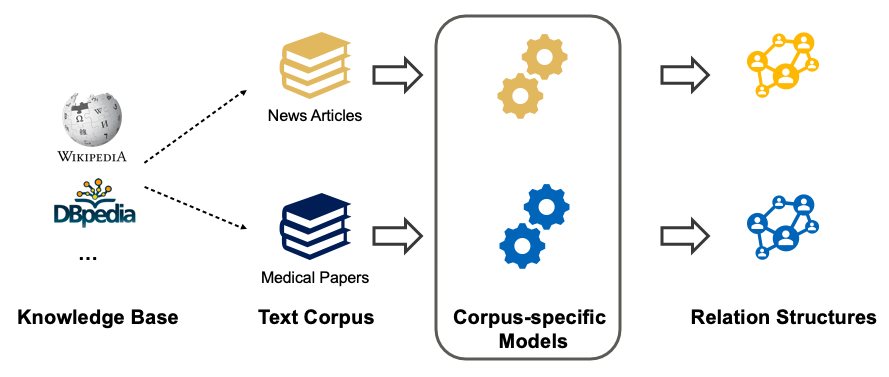 News Articles
WIKIPEDIA
DBpedia
...
Medical Papers
Knowledge Base
Text Corpus
Corpus-specific
Models
Relation Structures